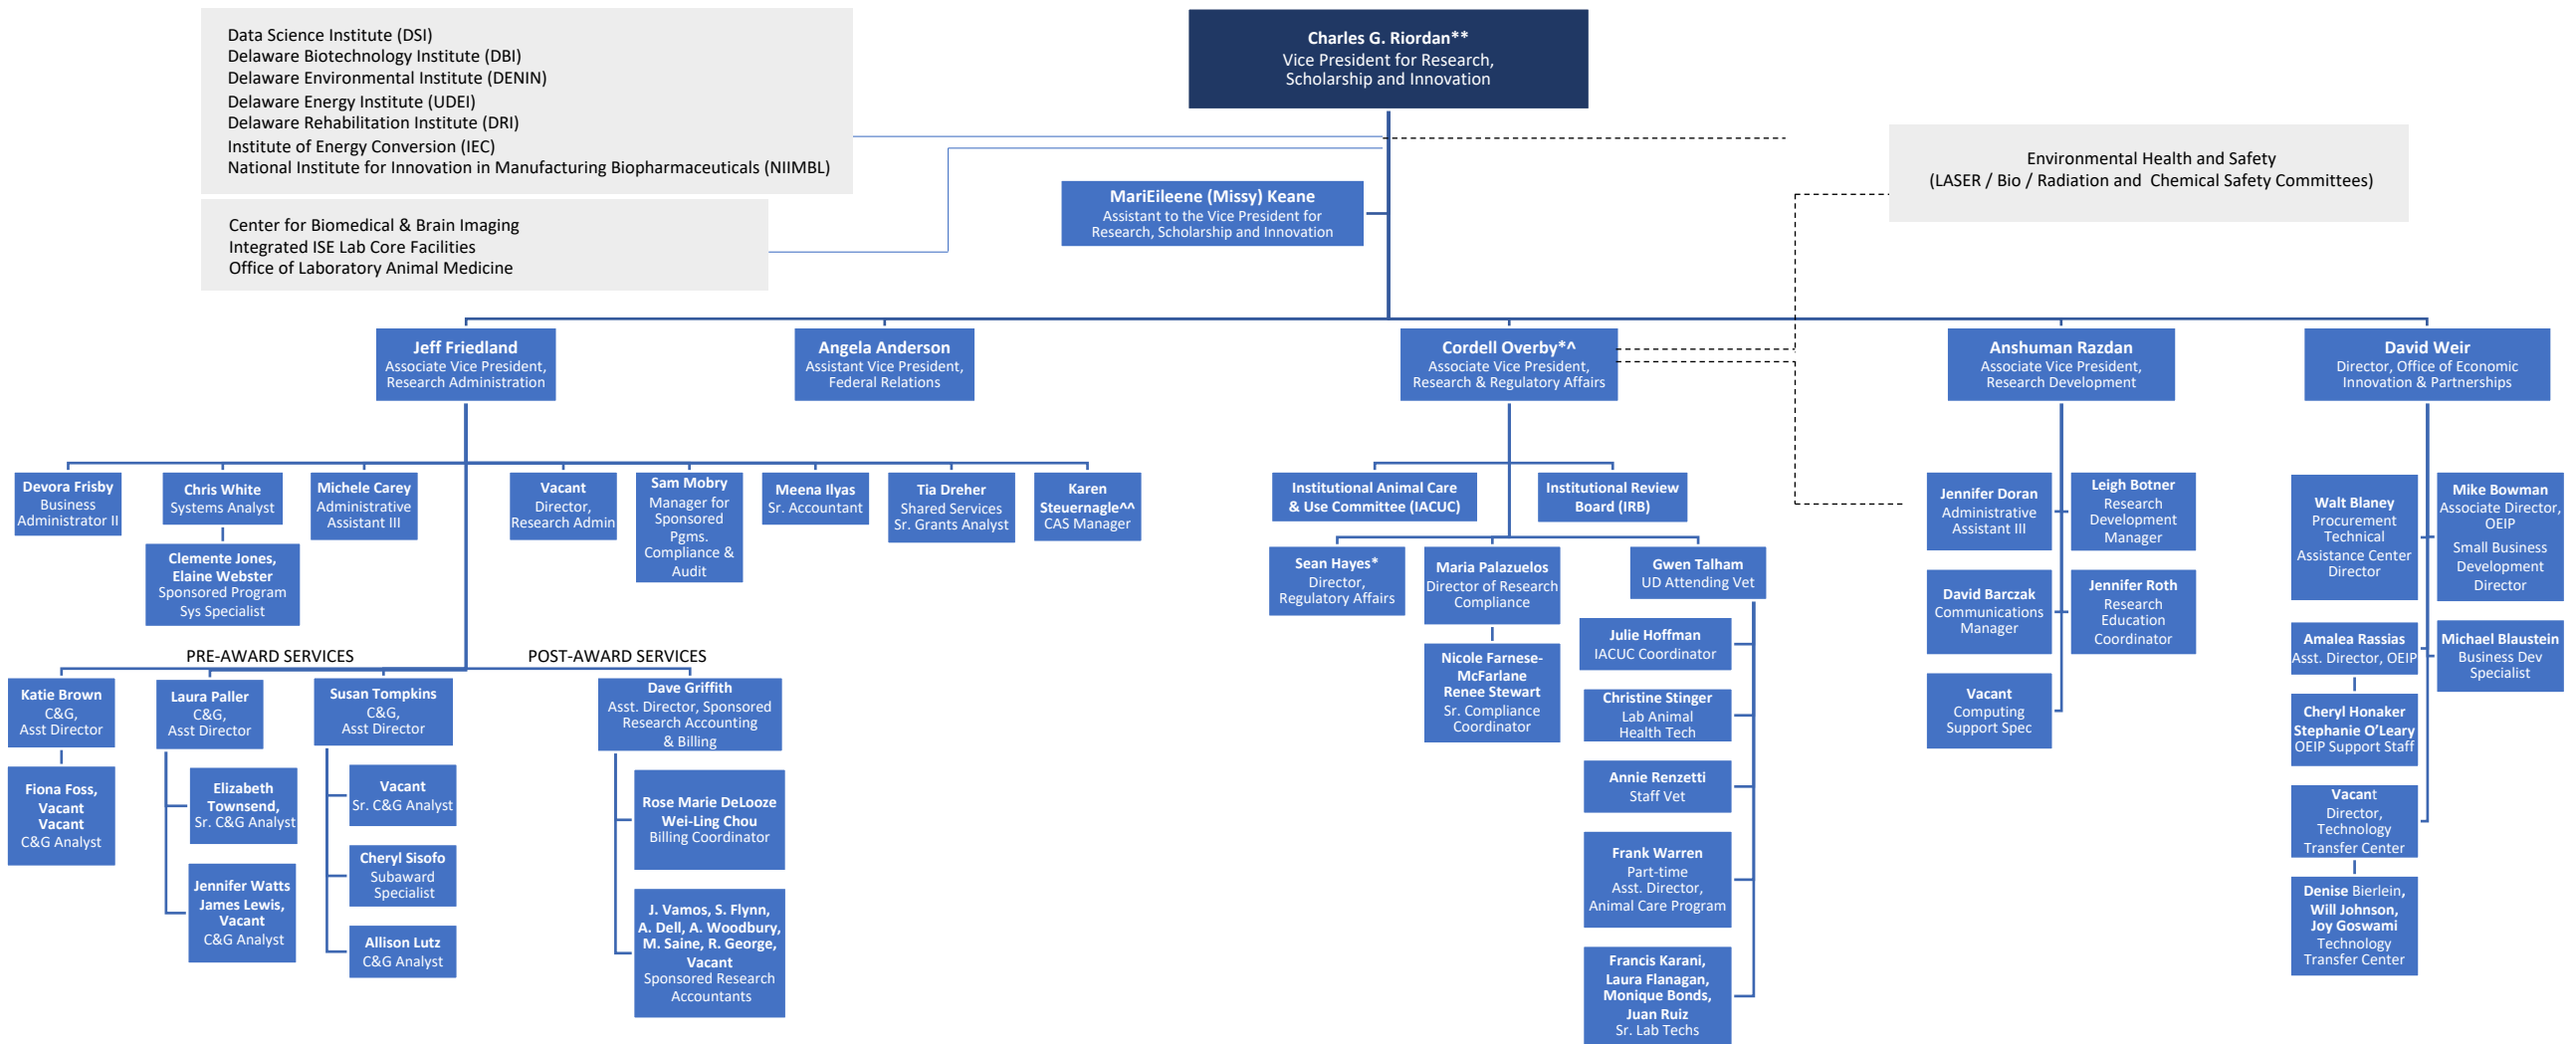 Data Science Institute (DSI)
Delaware Biotechnology Institute (DBI)
Delaware Environmental Institute (DENIN)
Delaware Energy Institute (UDEI)
Delaware Rehabilitation Institute (DRI)
Institute of Energy Conversion (IEC)
National Institute for Innovation in Manufacturing Biopharmaceuticals (NIIMBL)
Charles G. Riordan**
Vice President for Research,
Scholarship and Innovation
Environmental Health and Safety
(LASER / Bio / Radiation and  Chemical Safety Committees)
Center for Biomedical & Brain Imaging
Integrated ISE Lab Core Facilities
Office of Laboratory Animal Medicine
MariEileene (Missy) Keane
Assistant to the Vice President for
Research, Scholarship and Innovation
Jeff Friedland
Associate Vice President,
Research Administration
Angela Anderson
Assistant Vice President,
Federal Relations
Cordell Overby*^
Associate Vice President,
Research & Regulatory Affairs
Anshuman Razdan
Associate Vice President,
Research Development
David Weir
Director, Office of Economic
Innovation & Partnerships
Devora Frisby
Business
Administrator II
Chris White
Systems Analyst
Clemente Jones,
Elaine Webster
Sponsored Program
Sys Specialist
Michele Carey
Administrative
Assistant III
Vacant
Director,
Research Admin
Sam Mobry
Manager for
Sponsored
Pgms.
Compliance &
Audit
Meena Ilyas
Sr. Accountant
Tia Dreher
Shared Services
Sr. Grants Analyst
Karen
Steuernagle^^
CAS Manager
PRE-AWARD SERVICES
POST-AWARD SERVICES
Katie Brown
C&G,
Asst Director
Fiona Foss,
Vacant
Vacant
C&G Analyst
Laura Paller
C&G,
Asst Director
Elizabeth
Townsend,
Sr. C&G Analyst
Jennifer Watts
James Lewis,
Vacant
C&G Analyst
Susan Tompkins
C&G,
Asst Director
Vacant
Sr. C&G Analyst
Cheryl Sisofo
Subaward
Specialist
Allison Lutz
C&G Analyst
Dave Griffith
Asst. Director, Sponsored
Research Accounting
& Billing
Rose Marie DeLooze
Wei-Ling Chou
Billing Coordinator
J. Vamos, S. Flynn,
A. Dell, A. Woodbury,
M. Saine, R. George,
Vacant
Sponsored Research
Accountants
Institutional Animal Care
& Use Committee (IACUC)
Institutional Review
Board (IRB)
Sean Hayes*
Director,
Regulatory Affairs
Maria Palazuelos
Director of Research
Compliance
Nicole Farnese-
McFarlane
Renee Stewart
Sr. Compliance
Coordinator
Gwen Talham
UD Attending Vet
Julie Hoffman
IACUC Coordinator
Christine Stinger
Lab Animal
Health Tech
Annie Renzetti
Staff Vet
Frank Warren
Part-time
Asst. Director,
Animal Care Program
Francis Karani,
Laura Flanagan,
Monique Bonds,
Juan Ruiz
Sr. Lab Techs
Jennifer Doran
Administrative
Assistant III
Leigh Botner
Research
Development
Manager
David Barczak
Communications
Manager
Jennifer Roth
Research
Education
Coordinator
Vacant
Computing
Support Spec
Walt Blaney
Procurement
Technical
Assistance Center
Director
Mike Bowman
Associate Director,
OEIP
Small Business
Development
Director
Amalea Rassias
Asst. Director, OEIP
Michael Blaustein
Business Dev
Specialist
Cheryl Honaker
Stephanie O’Leary
OEIP Support Staff
Vacant
Director,
Technology
Transfer Center
Denise Bierlein,
Will Johnson,
Joy Goswami
Technology
Transfer Center